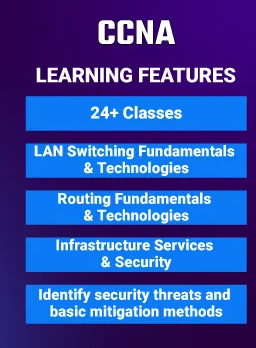 CCNA
LEARNING FEATURES
24+ Classes
LAN Switching Fundamentals
& Technologies
Routing Fundamentals
& Technologies
Infrastructure Services
& Security
Identify security threats and
basic mitigation methods